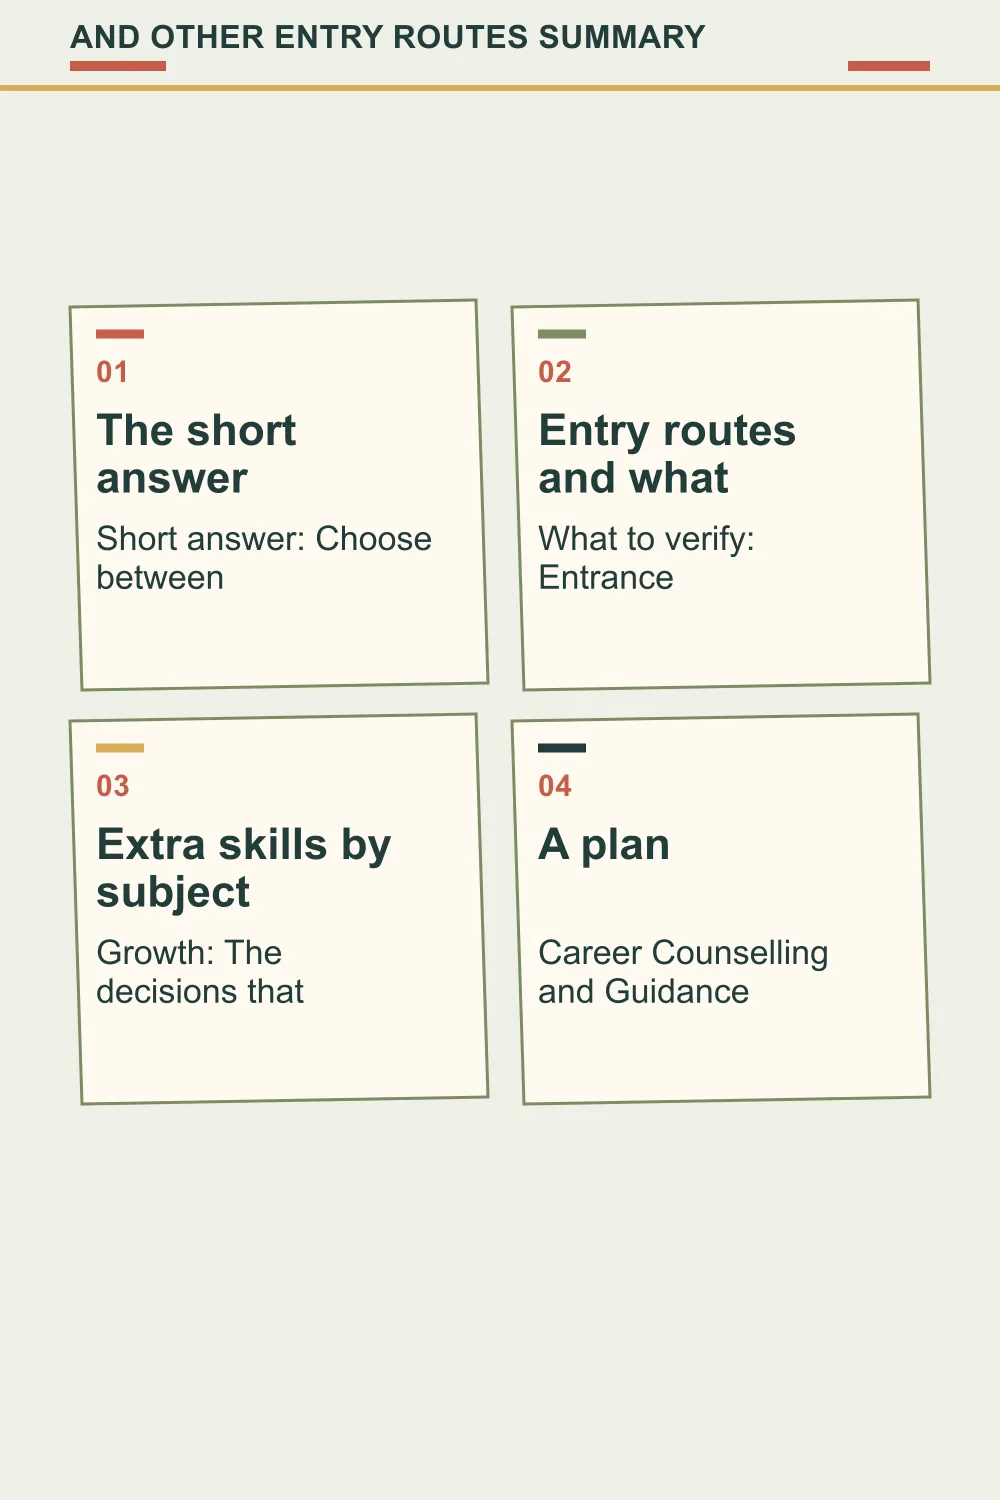 AND OTHER ENTRY ROUTES SUMMARY
01
The short
answer
Short answer: Choose
between
02
Entry routes
and what
What to verify:
Entrance
03
Extra skills by
subject
Growth: The
decisions that
04
A plan
Career Counselling
and Guidance